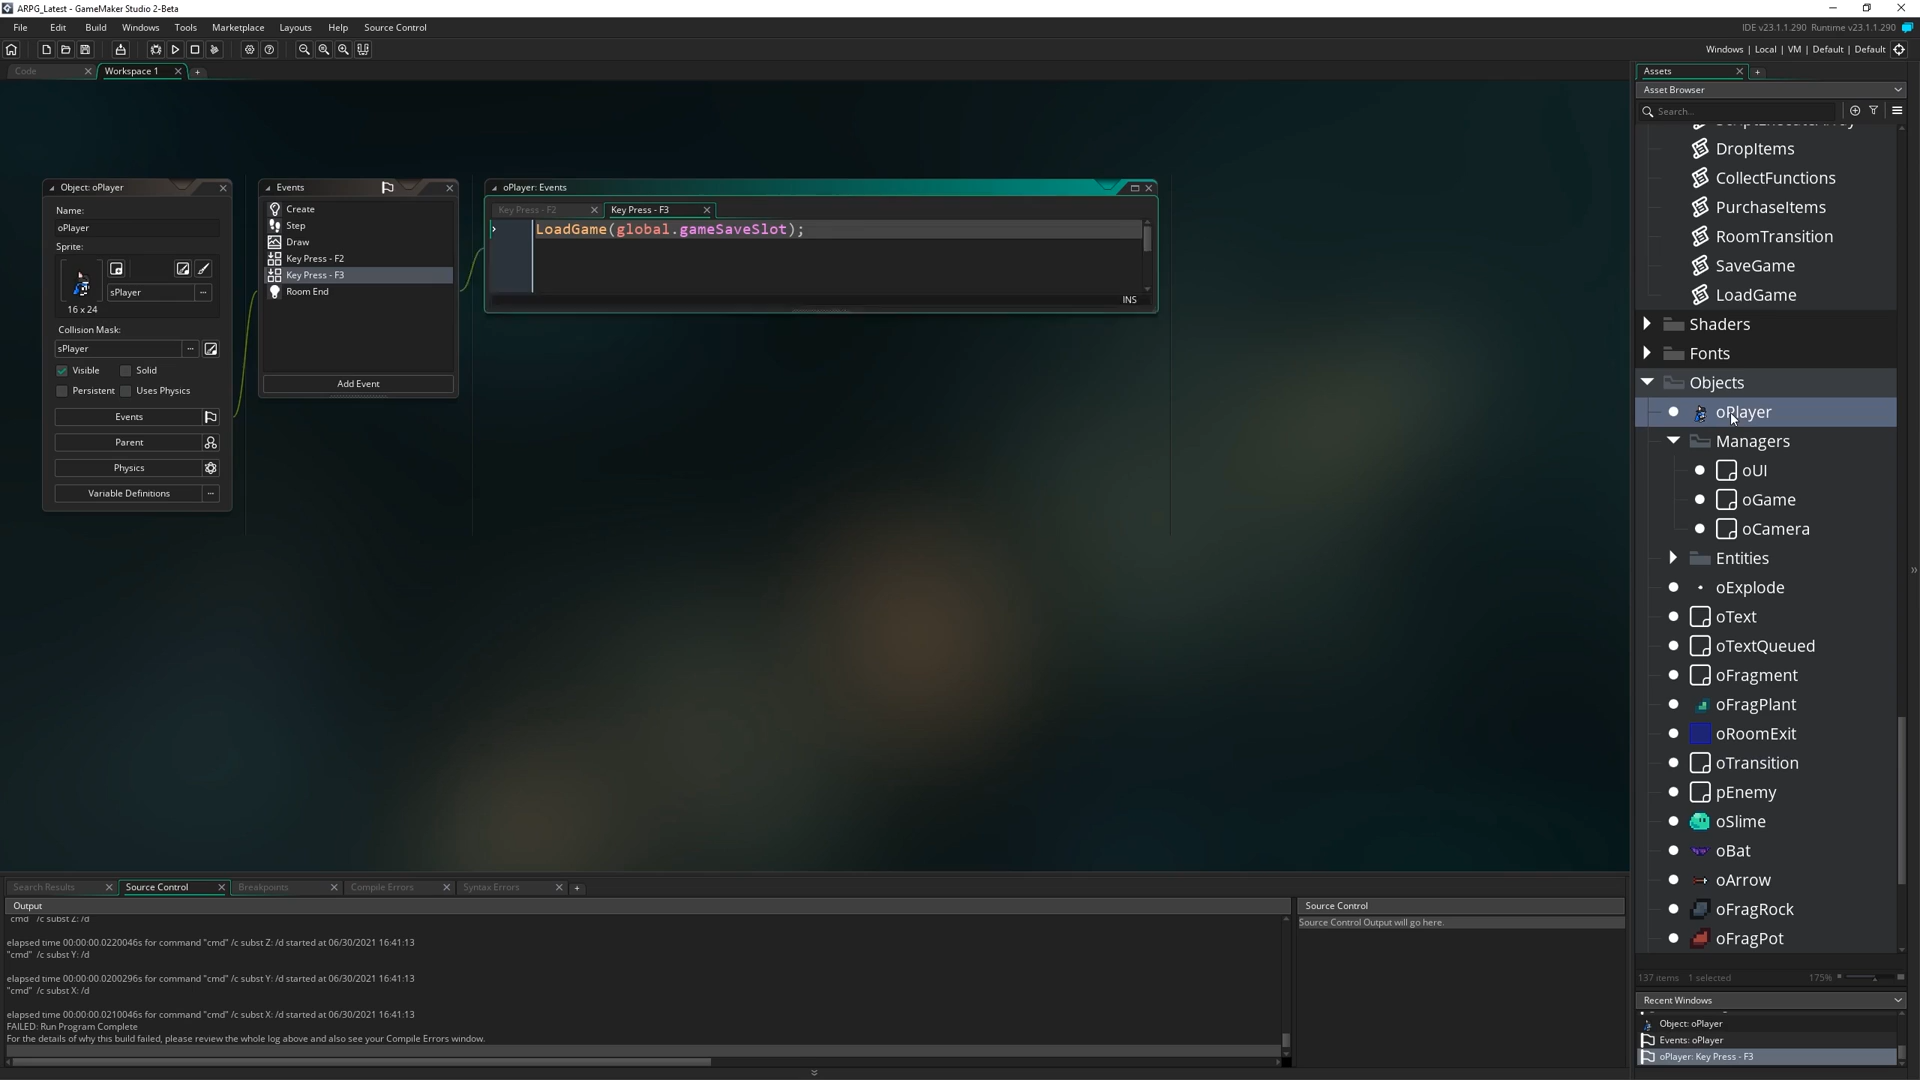 ARPG_Latest - GameMaker Studio 2-Beta
File Edit Build Windows Tools Marketplace Layouts Help Source Control
IDE v23.1.1.290 Runtime v23.1.1.290
Windows | Local | VM | Default | Default
Code
Workspace 1
Object: oPlayer
Name:
oPlayer
Sprite:
sPlayer
16 x 24
Collision Mask:
sPlayer
Visible Solid
Persistent Uses Physics
Events
Parent
Physics
Variable Definitions
Events
Create
Step
Draw
Key Press - F2
Key Press - F3
Room End
Add Event
oPlayer: Events
Key Press - F2 Key Press - F3
LoadGame(global.gameSaveSlot);
INS
Assets
Asset Browser
Search...
DropItems
CollectFunctions
PurchaseItems
RoomTransition
SaveGame
LoadGame
Shaders
Fonts
Objects
oPlayer
Managers
oUI
oGame
oCamera
Entities
oExplode
oText
oTextQueued
oFragment
oFragPlant
oRoomExit
oTransition
pEnemy
oSlime
oBat
oArrow
oFragRock
oFragPot
137 items 1 selected 175%
Recent Windows
Object: oPlayer
Events: oPlayer
oPlayer: Key Press - F3
Search Results Source Control Breakpoints Compile Errors Syntax Errors
Output
"cmd" /c subst Z: /d
elapsed time 00:00:00.0220046s for command "cmd" /c subst Z: /d started at 06/30/2021 16:41:13
"cmd" /c subst Y: /d
elapsed time 00:00:00.0200296s for command "cmd" /c subst Y: /d started at 06/30/2021 16:41:13
"cmd" /c subst X: /d
elapsed time 00:00:00.0210046s for command "cmd" /c subst X: /d started at 06/30/2021 16:41:13
FAILED: Run Program Complete
For the details of why this build failed, please review the whole log above and also see your Compile Errors window.
Source Control
Source Control Output will go here.